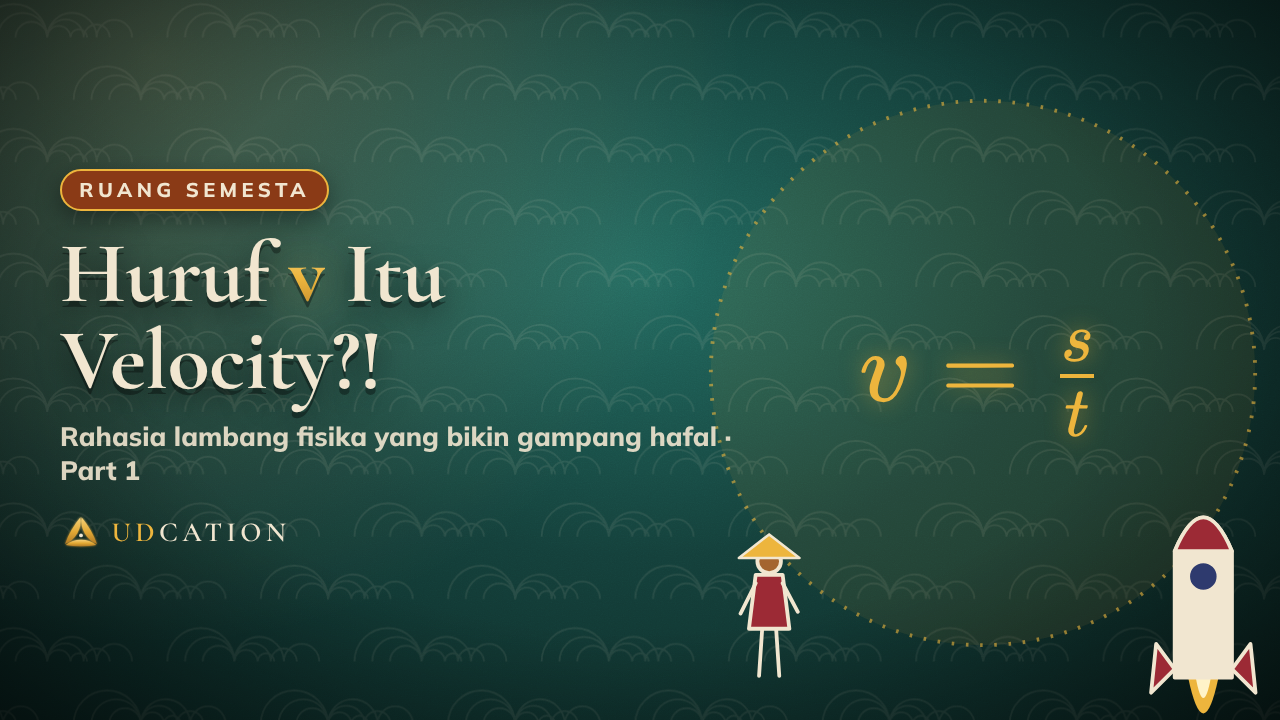 RUANG SEMESTA
Huruf v Itu
Velocity?!
Rahasia lambang fisika yang bikin gampang hafal ·
Part 1
UDCATION
v = s/t